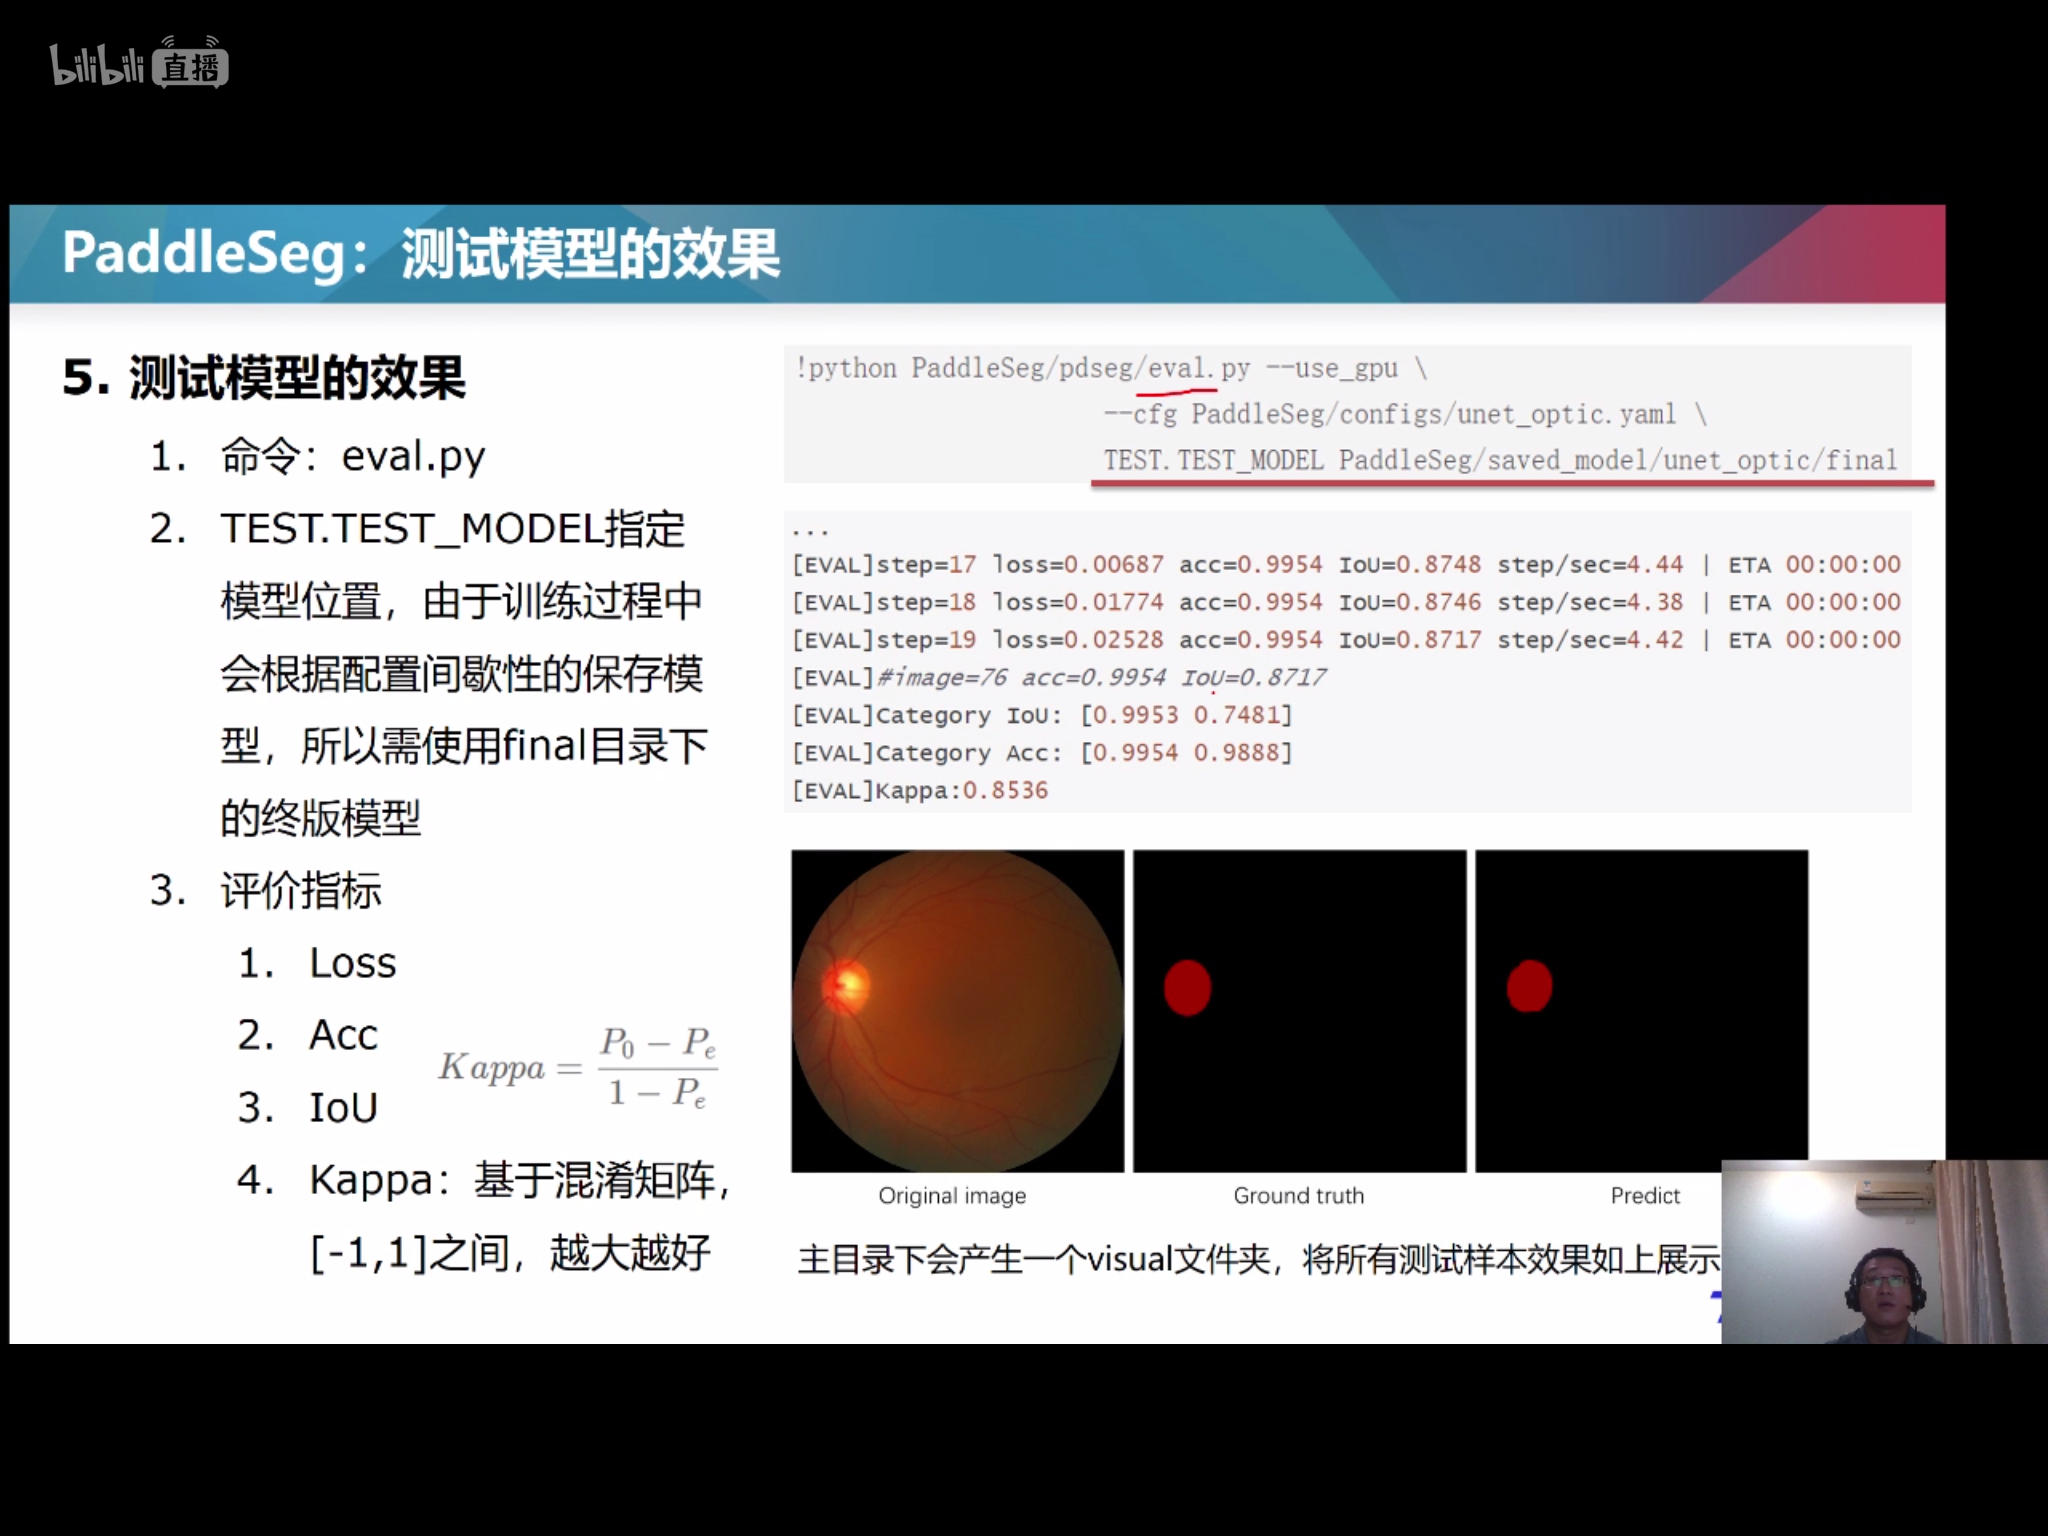 bilibili 直播
PaddleSeg：测试模型的效果
5. 测试模型的效果
1. 命令：eval.py
2. TEST.TEST_MODEL指定
模型位置，由于训练过程中
会根据配置间歇性的保存模
型，所以需使用final目录下
的终版模型
3. 评价指标
1. Loss
2. Acc
3. IoU
Kappa = P0 − Pe / 1 − Pe
4. Kappa：基于混淆矩阵，
[-1,1]之间，越大越好
!python PaddleSeg/pdseg/eval.py --use_gpu \
--cfg PaddleSeg/configs/unet_optic.yaml \
TEST.TEST_MODEL PaddleSeg/saved_model/unet_optic/final
...
[EVAL]step=17 loss=0.00687 acc=0.9954 IoU=0.8748 step/sec=4.44 | ETA 00:00:00
[EVAL]step=18 loss=0.01774 acc=0.9954 IoU=0.8746 step/sec=4.38 | ETA 00:00:00
[EVAL]step=19 loss=0.02528 acc=0.9954 IoU=0.8717 step/sec=4.42 | ETA 00:00:00
[EVAL]#image=76 acc=0.9954 IoU=0.8717
[EVAL]Category IoU: [0.9953 0.7481]
[EVAL]Category Acc: [0.9954 0.9888]
[EVAL]Kappa:0.8536
Original image
Ground truth
Predict
主目录下会产生一个visual文件夹，将所有测试样本效果如上展示